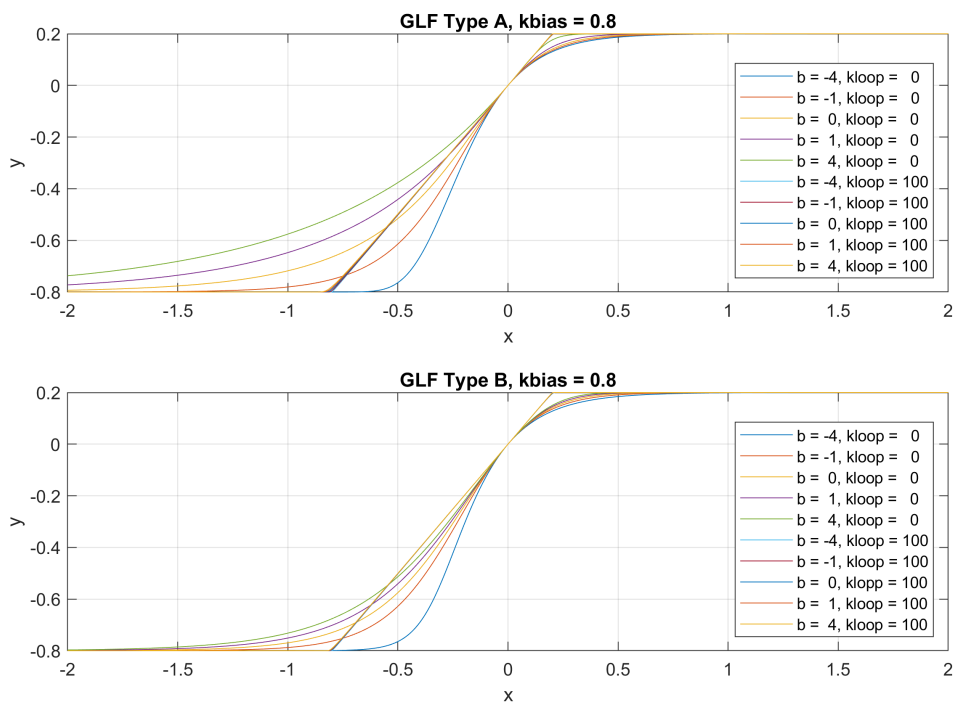 GLF Type A, kbias = 0.8
0.2
0
-0.2
-0.4
-0.6
-0.8
y
-2
-1.5
-1
-0.5
0
0.5
1
1.5
2
x
b = -4, kloop = 0
b = -1, kloop = 0
b = 0, kloop = 0
b = 1, kloop = 0
b = 4, kloop = 0
b = -4, kloop = 100
b = -1, kloop = 100
b = 0, kloop = 100
b = 1, kloop = 100
b = 4, kloop = 100
GLF Type B, kbias = 0.8
0.2
0
-0.2
-0.4
-0.6
-0.8
y
-2
-1.5
-1
-0.5
0
0.5
1
1.5
2
x
b = -4, kloop = 0
b = -1, kloop = 0
b = 0, kloop = 0
b = 1, kloop = 0
b = 4, kloop = 0
b = -4, kloop = 100
b = -1, kloop = 100
b = 0, klopp = 100
b = 1, kloop = 100
b = 4, kloop = 100